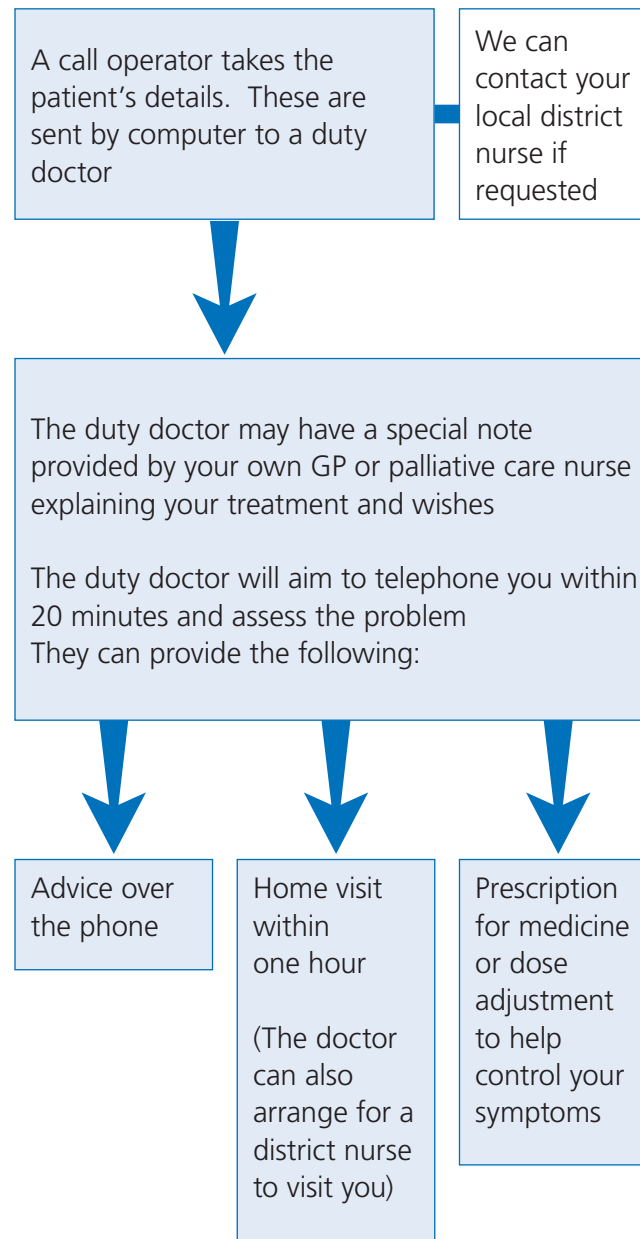 A call operator takes the
patient’s details.  These are
sent by computer to a duty
doctor
We can
contact your
local district
nurse if
requested
The duty doctor may have a special note
provided by your own GP or palliative care nurse
explaining your treatment and wishes
The duty doctor will aim to telephone you within
20 minutes and assess the problem
They can provide the following:
Advice over
the phone
Home visit
within
one hour
(The doctor
can also
arrange for a
district nurse
to visit you)
Prescription
for medicine
or dose
adjustment
to help
control your
symptoms